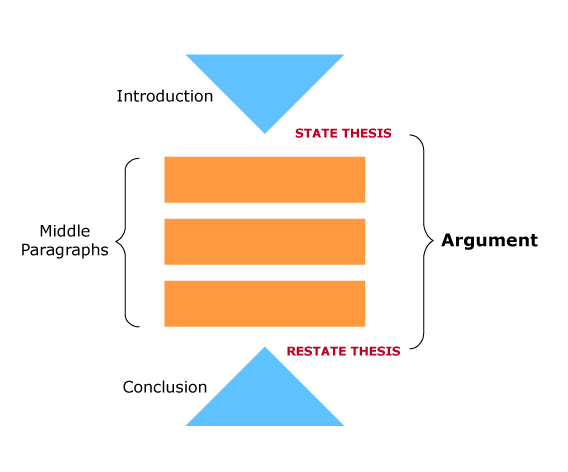 Introduction
STATE THESIS
Middle
Paragraphs
Argument
RESTATE THESIS
Conclusion